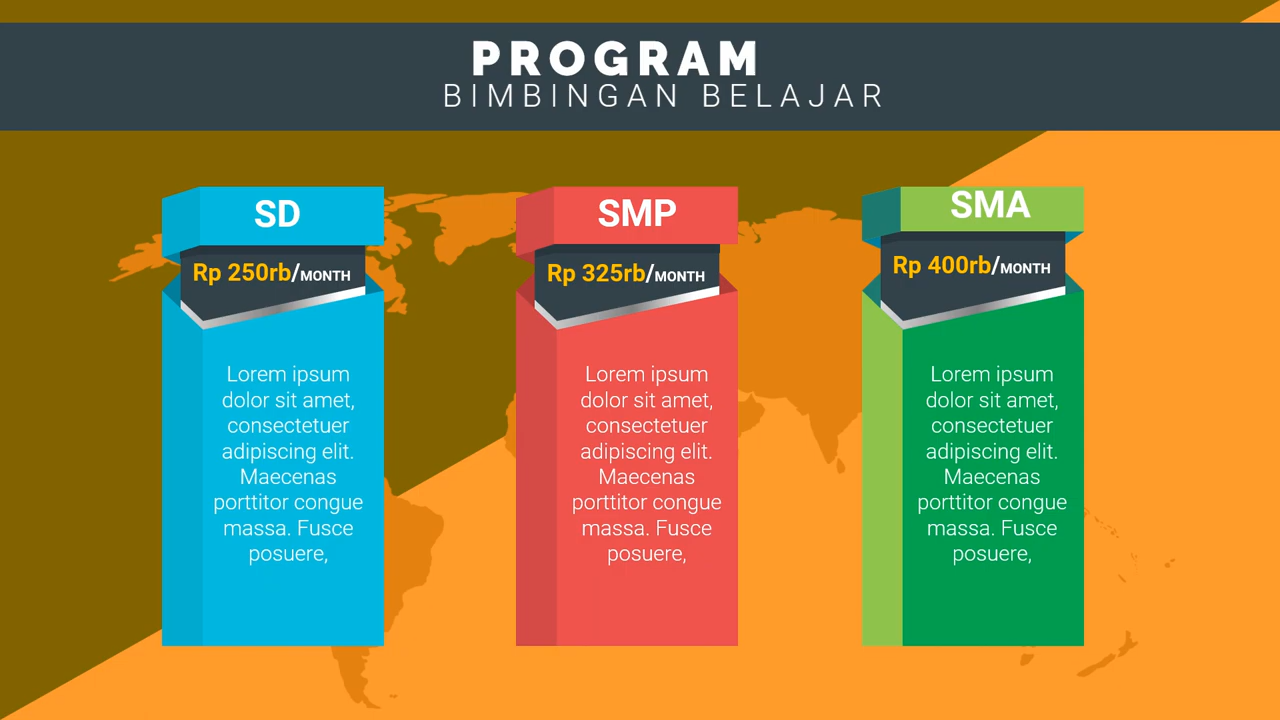 PROGRAM
BIMBINGAN BELAJAR
SD
Rp 250rb/MONTH
Lorem ipsum
dolor sit amet,
consectetuer
adipiscing elit.
Maecenas
porttitor congue
massa. Fusce
posuere,
SMP
Rp 325rb/MONTH
Lorem ipsum
dolor sit amet,
consectetuer
adipiscing elit.
Maecenas
porttitor congue
massa. Fusce
posuere,
SMA
Rp 400rb/MONTH
Lorem ipsum
dolor sit amet,
consectetuer
adipiscing elit.
Maecenas
porttitor congue
massa. Fusce
posuere,